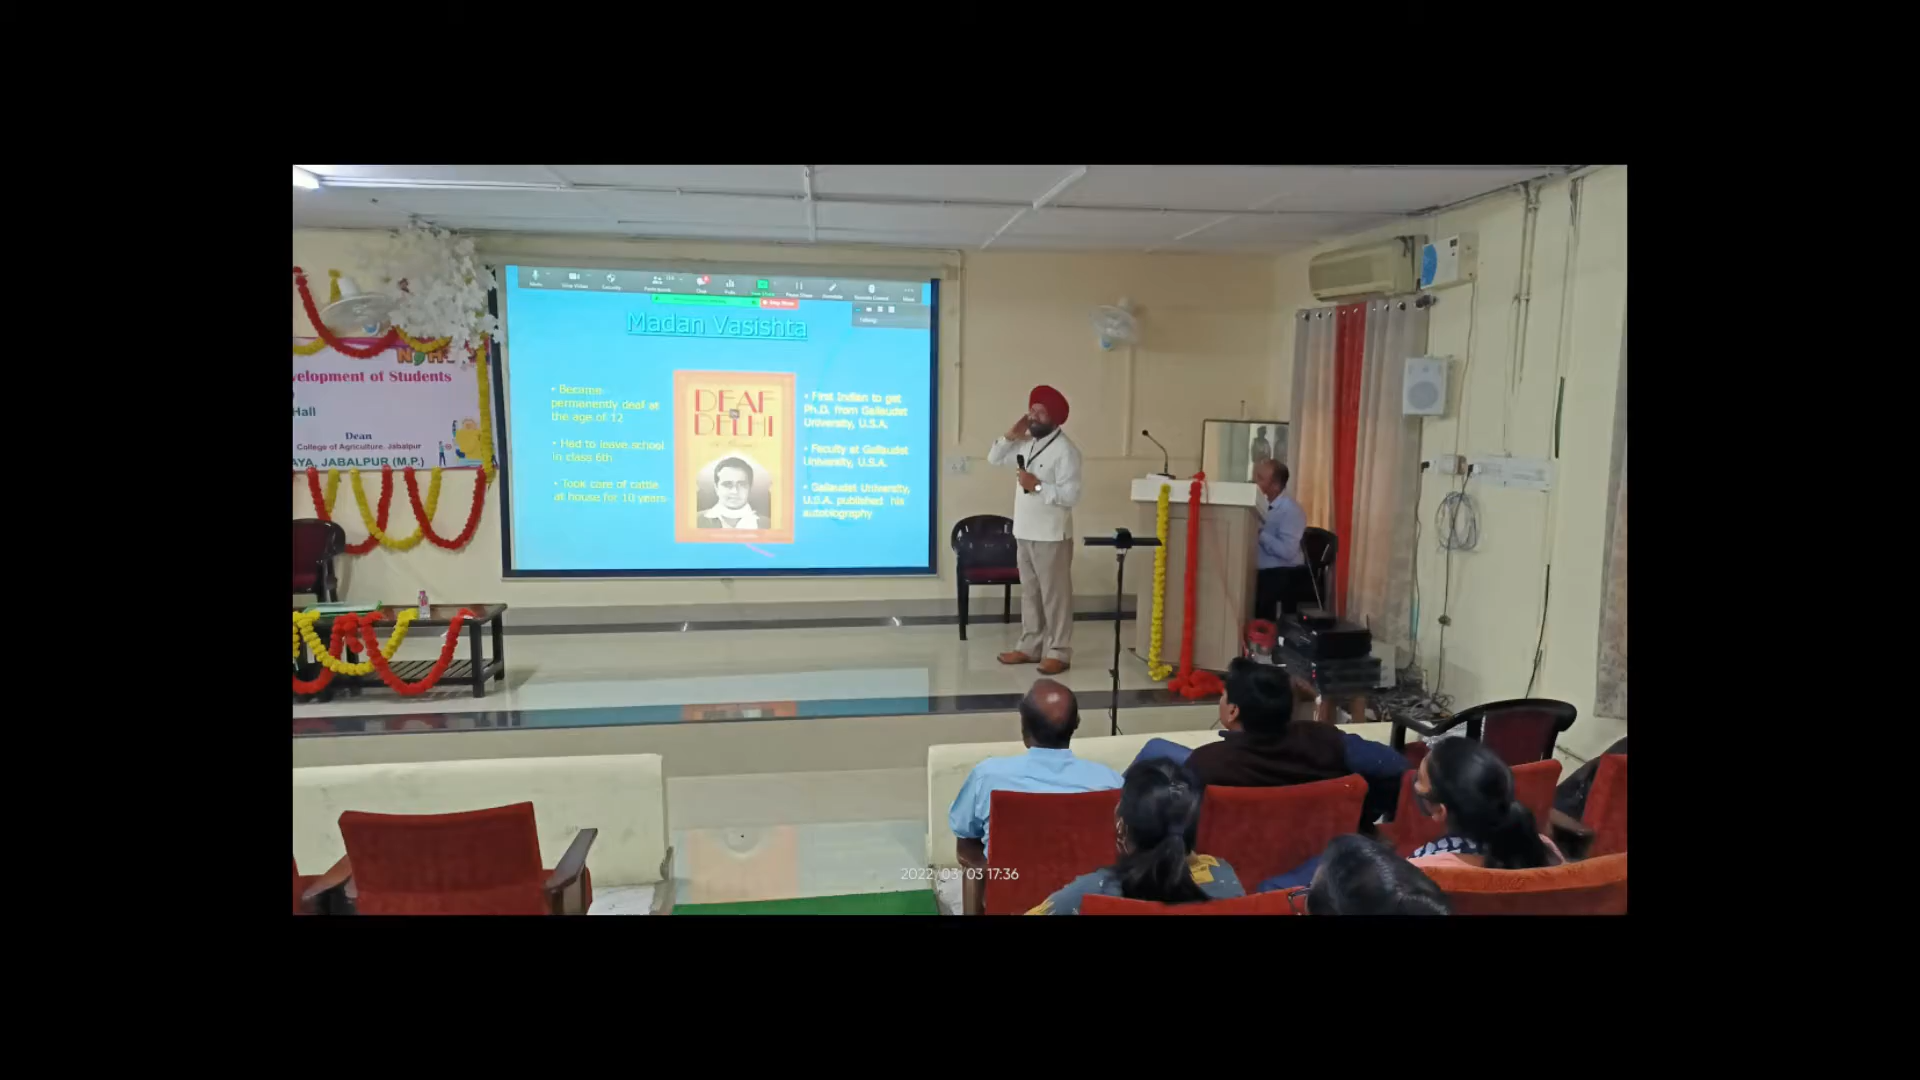 velopment of Students
Hall
Dean
College of Agriculture, Jabalpur
AYA, JABALPUR (M.P.)
Madan Vasishta
• Became
permanently deaf at
the age of 12
• Had to leave school
in class 6th
• Took care of cattle
at house for 10 years
DEAF
IN
DELHI
• First Indian to get
Ph.D. from Gallaudet
University, U.S.A.
• Faculty at Gallaudet
University, U.S.A.
• Gallaudet University,
U.S.A. published his
autobiography
2022/03/03 17:36